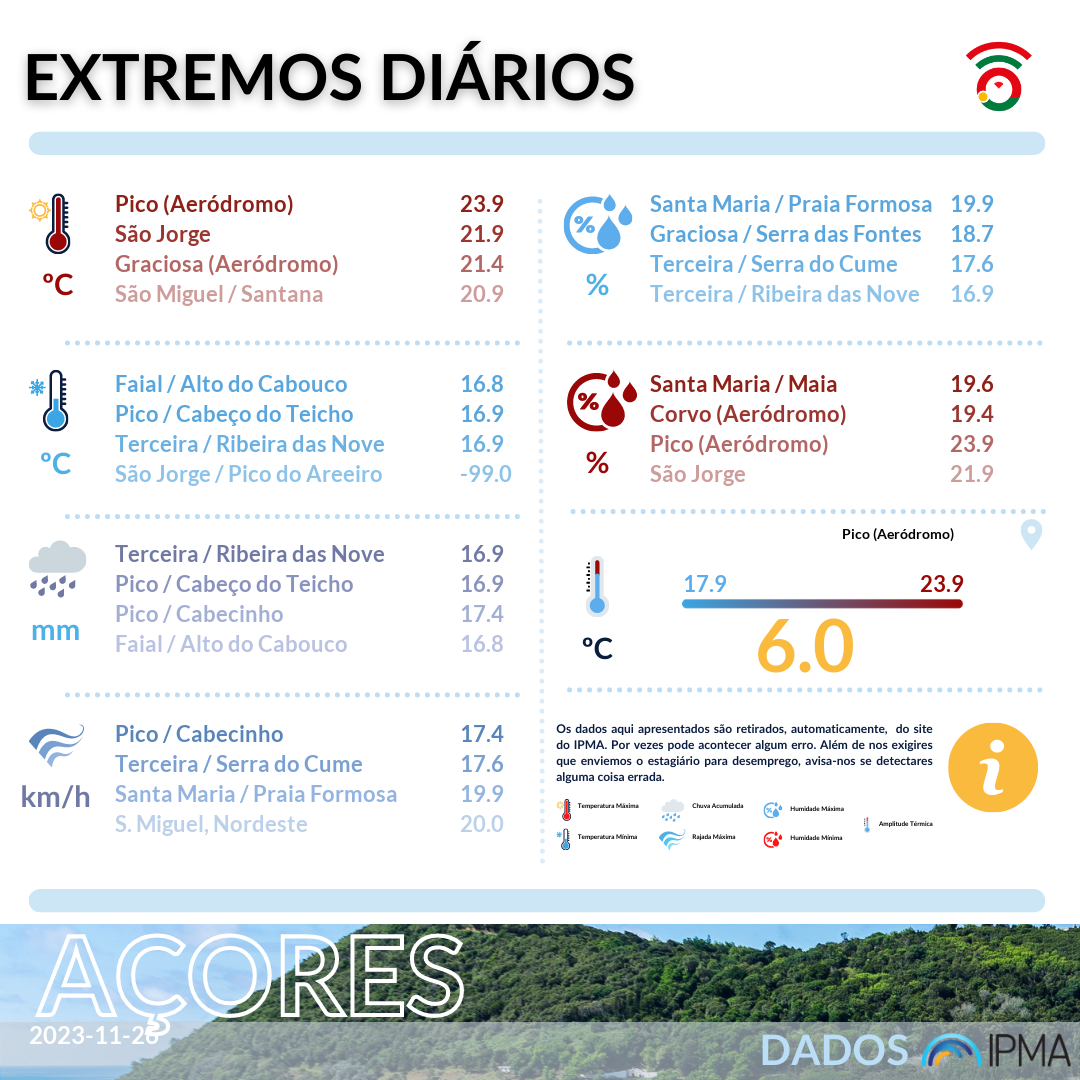 EXTREMOS DIÁRIOS
Pico (Aeródromo) 23.9
São Jorge 21.9
Graciosa (Aeródromo) 21.4
São Miguel / Santana 20.9
ºC
Faial / Alto do Cabouco 16.8
Pico / Cabeço do Teicho 16.9
Terceira / Ribeira das Nove 16.9
São Jorge / Pico do Areeiro -99.0
ºC
Terceira / Ribeira das Nove 16.9
Pico / Cabeço do Teicho 16.9
Pico / Cabecinho 17.4
Faial / Alto do Cabouco 16.8
mm
Pico / Cabecinho 17.4
Terceira / Serra do Cume 17.6
Santa Maria / Praia Formosa 19.9
S. Miguel, Nordeste 20.0
km/h
%
Santa Maria / Praia Formosa 19.9
Graciosa / Serra das Fontes 18.7
Terceira / Serra do Cume 17.6
Terceira / Ribeira das Nove 16.9
%
%
Santa Maria / Maia 19.6
Corvo (Aeródromo) 19.4
Pico (Aeródromo) 23.9
São Jorge 21.9
%
Pico (Aeródromo)
17.9 23.9
6.0
ºC
Os dados aqui apresentados são retirados, automaticamente, do site
do IPMA. Por vezes pode acontecer algum erro. Além de nos exigires
que enviemos o estagiário para desemprego, avisa-nos se detectares
alguma coisa errada.
i
Temperatura Máxima Chuva Acumulada Humidade Máxima
Amplitude Térmica
Temperatura Mínima Rajada Máxima Humidade Mínima
AÇORES
2023-11-26
DADOS IPMA